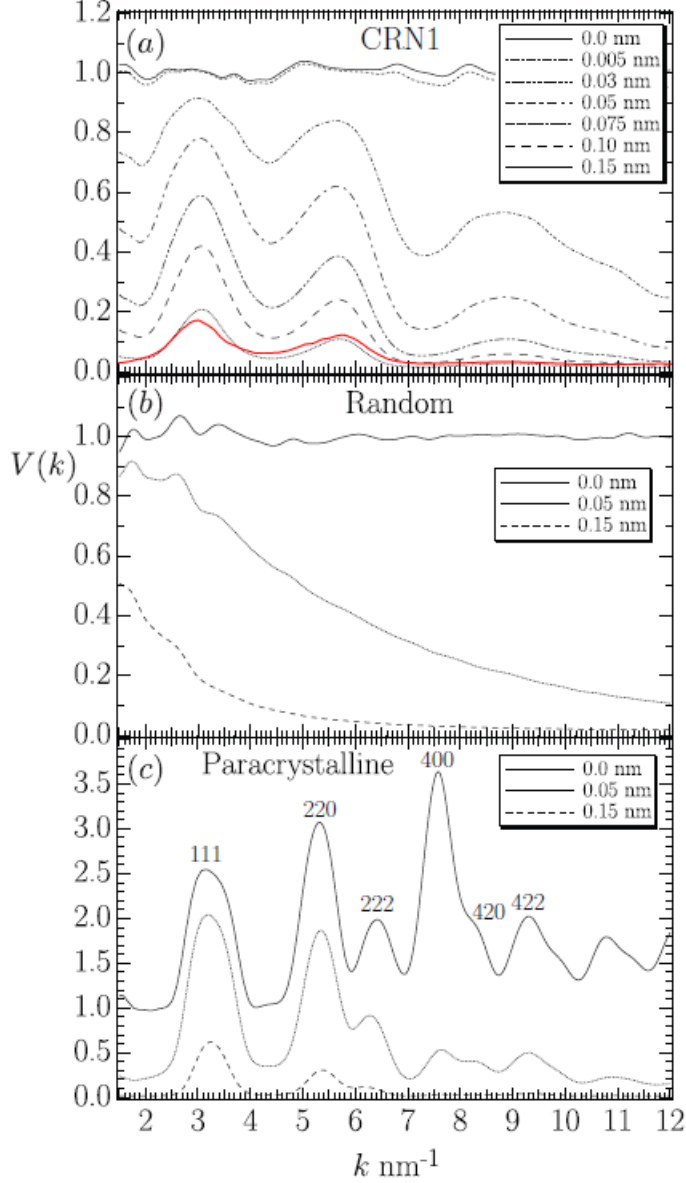 1.2
(a)
CRN1
0.0 nm
0.005 nm
0.03 nm
0.05 nm
0.075 nm
0.10 nm
0.15 nm
1.0
0.8
0.6
0.4
0.2
0.0
(b)
Random
1.0
V(k)
0.0 nm
0.05 nm
0.15 nm
0.8
0.6
0.4
0.2
0.0
(c)
Paracrystalline
400
0.0 nm
0.05 nm
0.15 nm
3.5
220
3.0
111
2.5
222
420
422
2.0
1.5
1.0
0.5
0.0
2 3 4 5 6 7 8 9 10 11 12
k nm-1